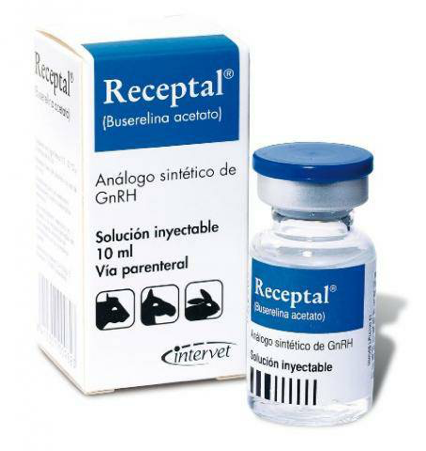 Receptal®
Receptal®
(Buserelina acetato)
Análogo sintético de
GnRH
Solución inyectable
10 ml
Vía parenteral
intervet
Receptal®
(Buserelina acetato)
Análogo sintético de GnRH
Solución inyectable